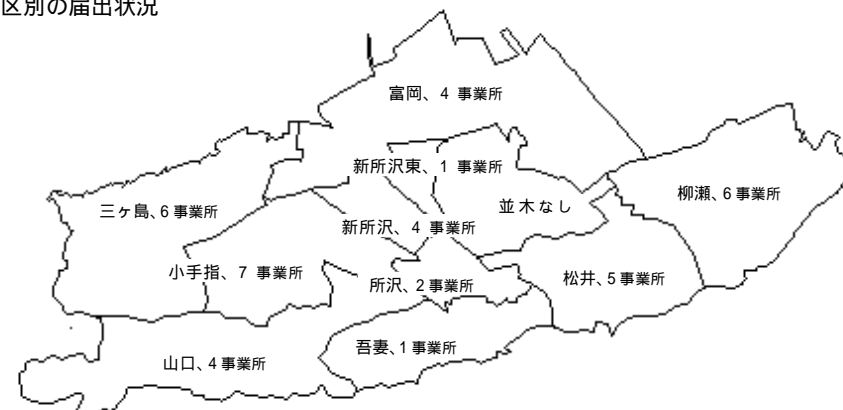 区別の届出状況
富岡、4 事業所
新所沢東、1 事業所
柳瀬、6 事業所
三ヶ島、6 事業所
並木なし
新所沢、4 事業所
小手指、7 事業所
所沢、2 事業所
松井、5 事業所
吾妻、1 事業所
山口、4 事業所